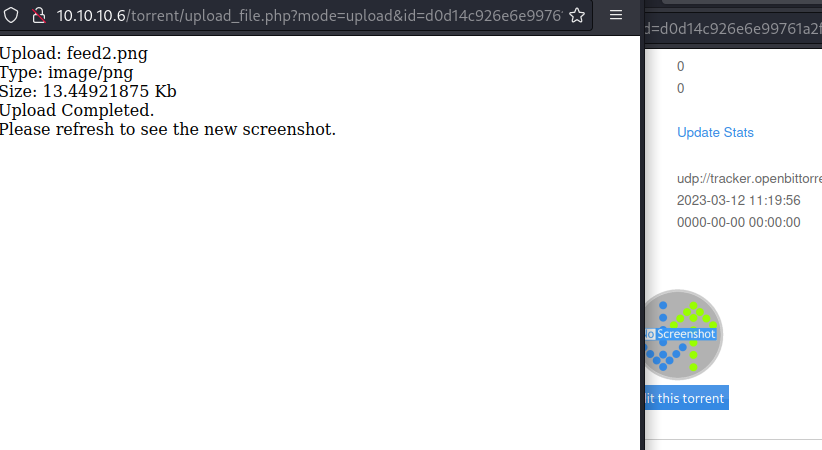 10.10.10.6/torrent/upload_file.php?mode=upload&id=d0d14c926e6e9976
Upload: feed2.png
Type: image/png
Size: 13.44921875 Kb
Upload Completed.
Please refresh to see the new screenshot.
d=d0d14c926e6e99761a2f
0
0
Update Stats
udp://tracker.openbittorre
2023-03-12 11:19:56
0000-00-00 00:00:00
No Screenshot
dit this torrent